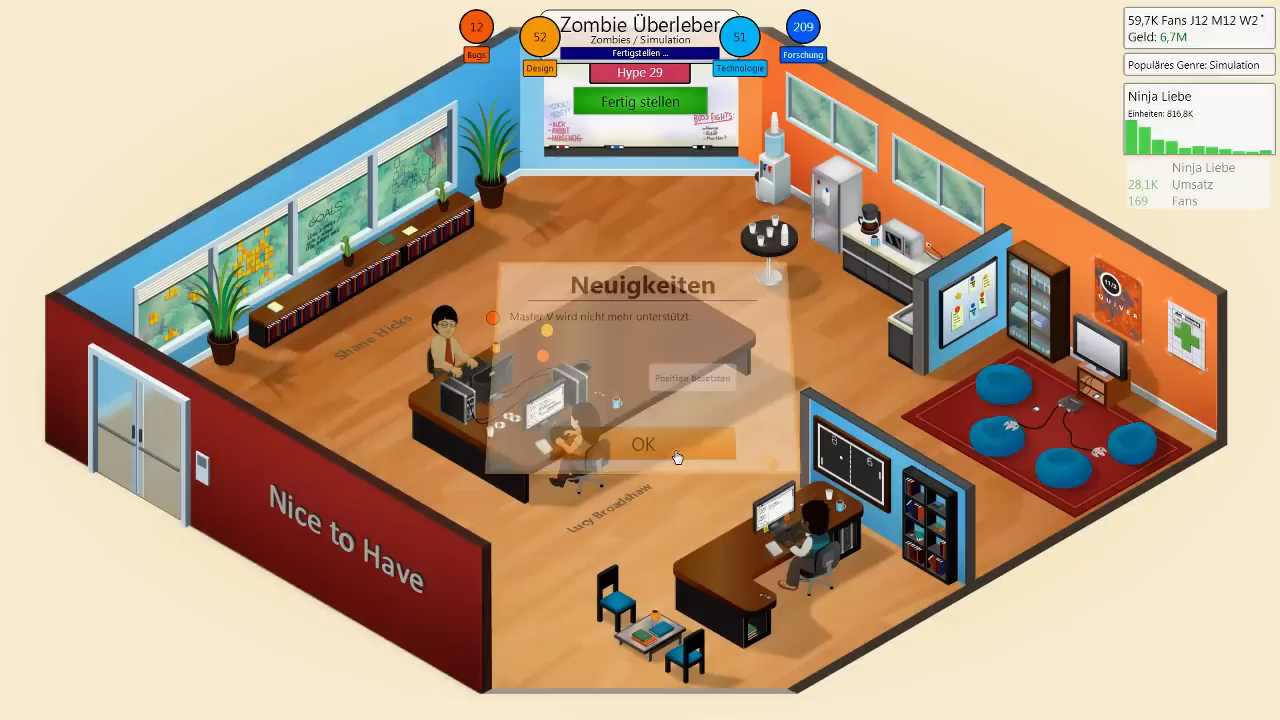 12
Bugs
52
Design
Zombie Überleber
Zombies / Simulation
Fertigstellen ...
Hype 29
Fertig stellen
51
Technologie
209
Forschung
59,7K Fans J12 M12 W2
Geld: 6,7M
Populäres Genre: Simulation
Ninja Liebe
Einheiten: 816,8K
Ninja Liebe
28,1K Umsatz
169 Fans
BOSS FIGHTS:
GOALS:
Neuigkeiten
Master V wird nicht mehr unterstützt.
Position besetzten
OK
Shane Hicks
Lucy Broadshaw
Nice to Have